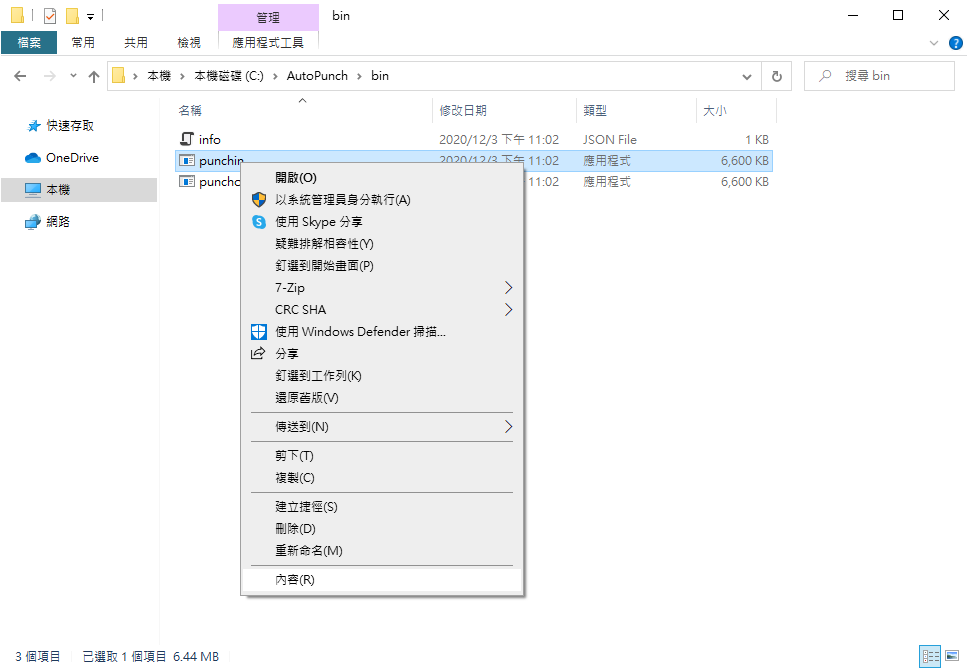 管理
bin
檔案
常用
共用
檢視
應用程式工具
?
本機 > 本機磁碟 (C:) > AutoPunch > bin
搜尋 bin
名稱
修改日期
類型
大小
info
2020/12/3 下午 11:02
JSON File
1 KB
punchin
2020/12/3 下午 11:02
應用程式
6,600 KB
puncho
11:02
應用程式
6,600 KB
快速存取
OneDrive
本機
網路
開啟(O)
以系統管理員身分執行(A)
使用 Skype 分享
疑難排解相容性(Y)
釘選到開始畫面(P)
7-Zip
CRC SHA
使用 Windows Defender 掃描...
分享
釘選到工作列(K)
還原舊版(V)
傳送到(N)
剪下(T)
複製(C)
建立捷徑(S)
刪除(D)
重新命名(M)
內容(R)
3 個項目
已選取 1 個項目 6.44 MB